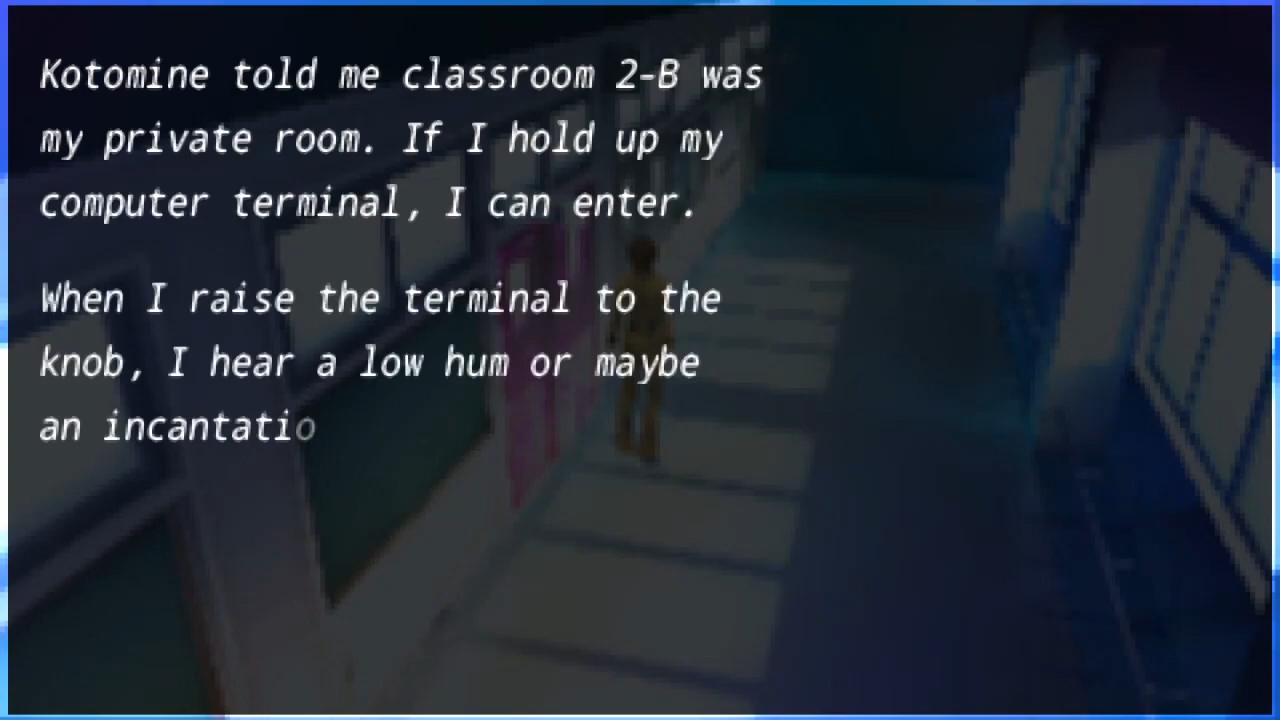 Kotomine told me classroom 2-B was
my private room. If I hold up my
computer terminal, I can enter.
When I raise the terminal to the
knob, I hear a low hum or maybe
an incantatio